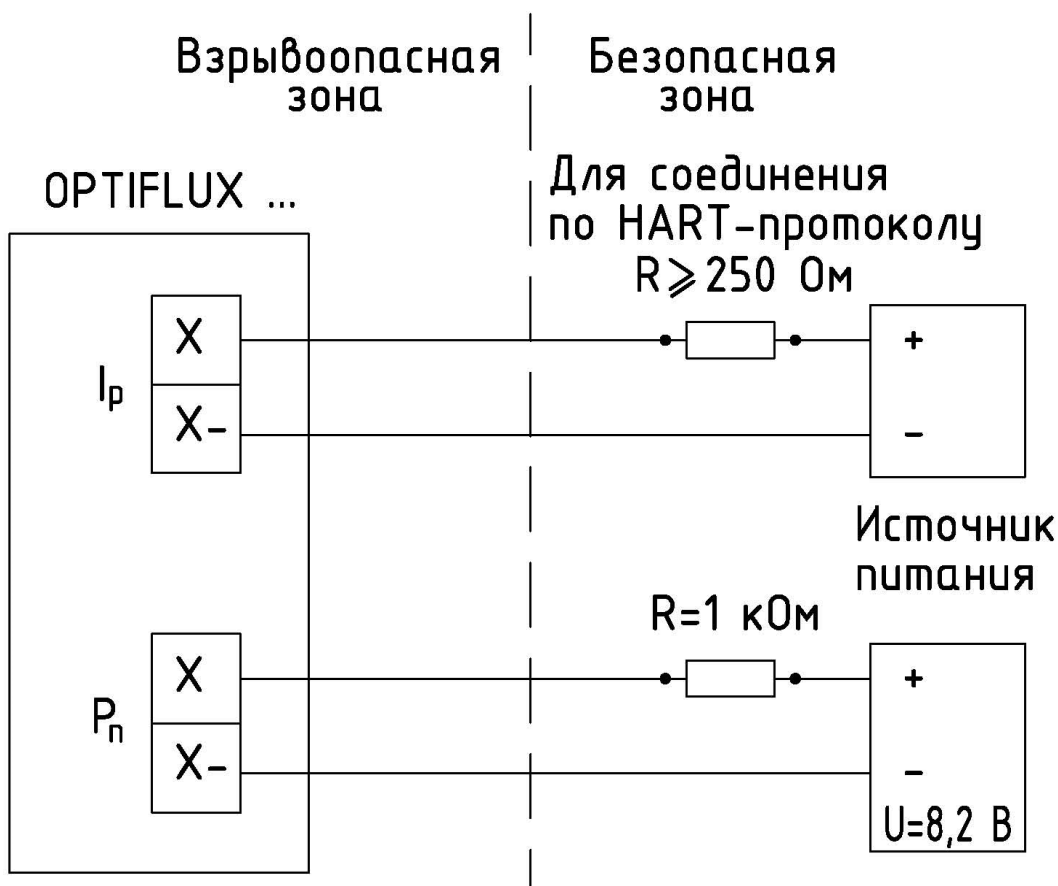 Взрывоопасная
зона
Безопасная
зона
OPTIFLUX ...
Для соединения
по HART-протоколу
R⩾250 Ом
Iр
X
X-
+
-
Источник
питания
R=1 кОм
Pп
X
X-
+
-
U=8,2 В